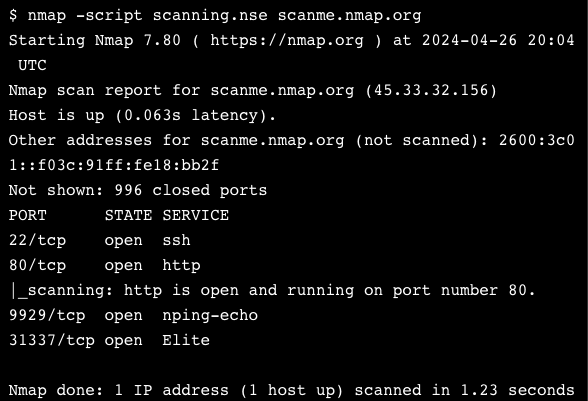 $ nmap -script scanning.nse scanme.nmap.org
Starting Nmap 7.80 ( https://nmap.org ) at 2024-04-26 20:04
 UTC
Nmap scan report for scanme.nmap.org (45.33.32.156)
Host is up (0.063s latency).
Other addresses for scanme.nmap.org (not scanned): 2600:3c0
1::f03c:91ff:fe18:bb2f
Not shown: 996 closed ports
PORT      STATE SERVICE
22/tcp    open  ssh
80/tcp    open  http
|_scanning: http is open and running on port number 80.
9929/tcp  open  nping-echo
31337/tcp open  Elite

Nmap done: 1 IP address (1 host up) scanned in 1.23 seconds